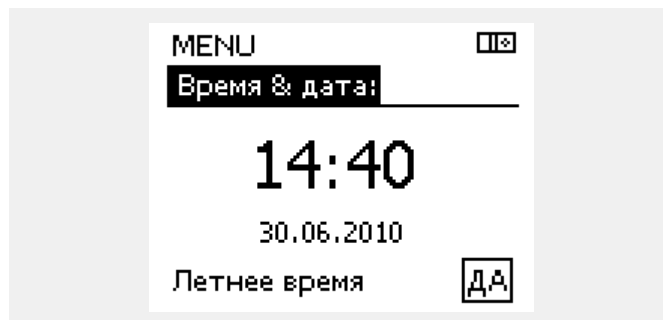 MENU
Время & дата:
14:40
30.06.2010
Летнее время ДА